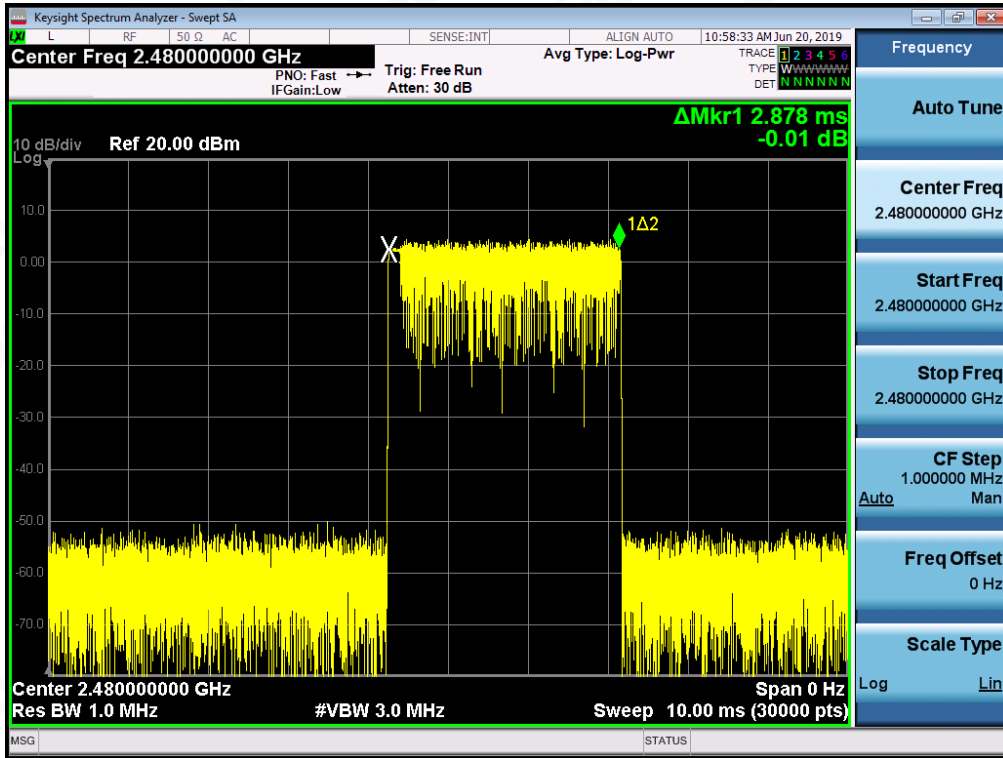 Keysight Spectrum Analyzer - Swept SA
LXI L RF 50 Ω AC SENSE:INT ALIGN AUTO 10:58:33 AM Jun 20, 2019
Center Freq 2.480000000 GHz
PNO: Fast
IFGain:Low
Trig: Free Run
Atten: 30 dB
Avg Type: Log-Pwr
TRACE 1 2 3 4 5 6
TYPE W W W W W W
DET N N N N N N
ΔMkr1 2.878 ms
-0.01 dB
10 dB/div Ref 20.00 dBm
Log
10.0
1Δ2
0.00
-10.0
-20.0
-30.0
-40.0
-50.0
-60.0
-70.0
Center 2.480000000 GHz Span 0 Hz
Res BW 1.0 MHz #VBW 3.0 MHz Sweep 10.00 ms (30000 pts)
MSG STATUS
Frequency
Auto Tune
Center Freq
2.480000000 GHz
Start Freq
2.480000000 GHz
Stop Freq
2.480000000 GHz
CF Step
1.000000 MHz
Auto Man
Freq Offset
0 Hz
Scale Type
Log Lin